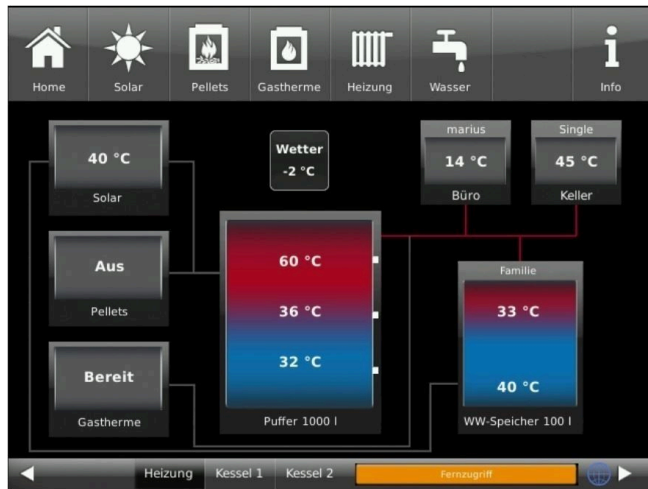 Home
Solar
Pellets
Gastherme
Heizung
Wasser
Info
40 °C
Solar
Wetter
-2 °C
marius
14 °C
Büro
Single
45 °C
Keller
Aus
Pellets
60 °C
36 °C
32 °C
Puffer 1000 l
Familie
33 °C
40 °C
WW-Speicher 100 l
Bereit
Gastherme
Heizung
Kessel 1
Kessel 2
Fernzugriff